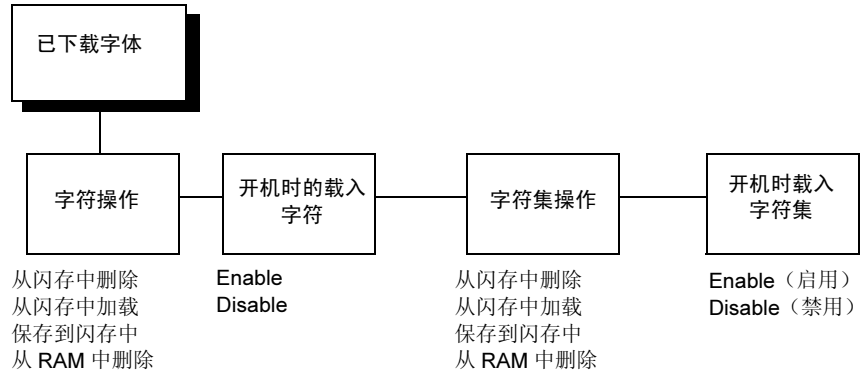 已下载字体
字符操作
开机时的载入
字符
字符集操作
开机时载入
字符集
从闪存中删除
从闪存中加载
保存到闪存中
从 RAM 中删除
Enable
Disable
从闪存中删除
从闪存中加载
保存到闪存中
从 RAM 中删除
Enable（启用）
Disable（禁用）